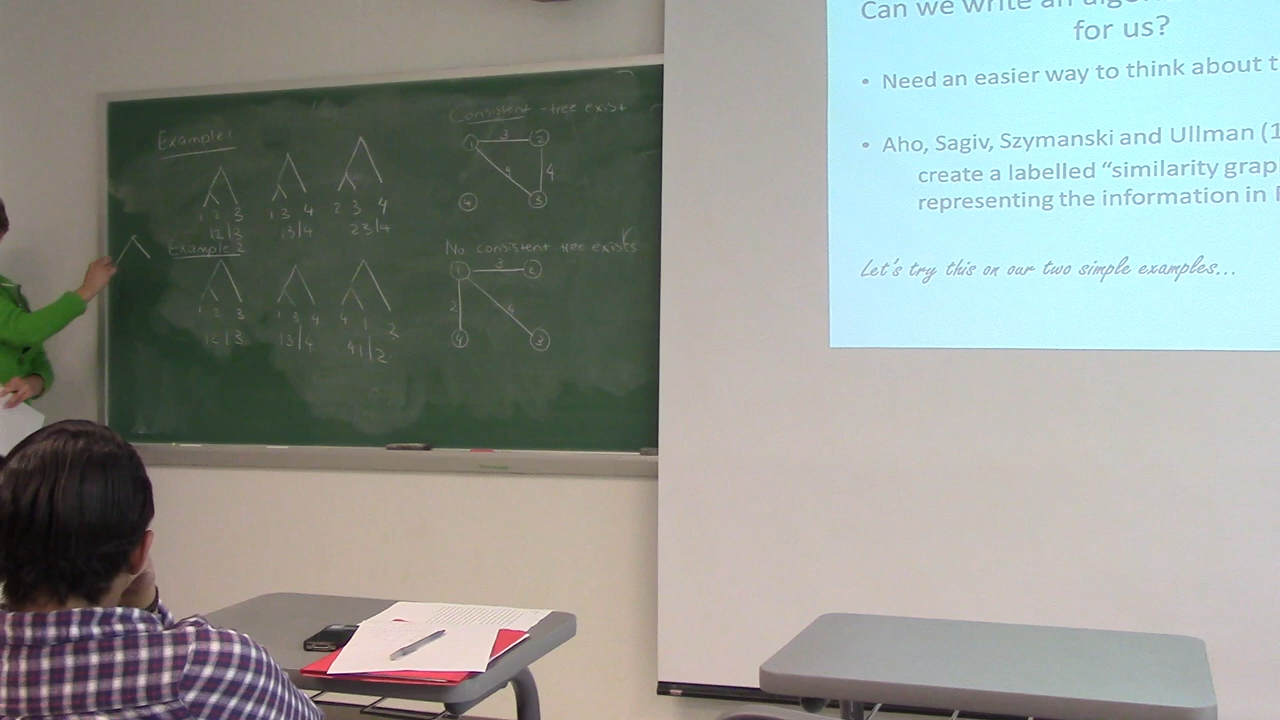 Example 1
1 2 3
1 3 4
2 3 4
12|3
13|4
23|4
Example 2
1 2 3
1 3 4
4 1 2
12|3
13|4
41|2
Consistent tree exist
1 3 2
4 4
4 3
No consistent tree exists
1 3 2
2 4
4 3
Can we write an
for us?
• Need an easier way to think about t
• Aho, Sagiv, Szymanski and Ullman (1
create a labelled “similarity grap
representing the information in
Let's try this on our two simple examples...